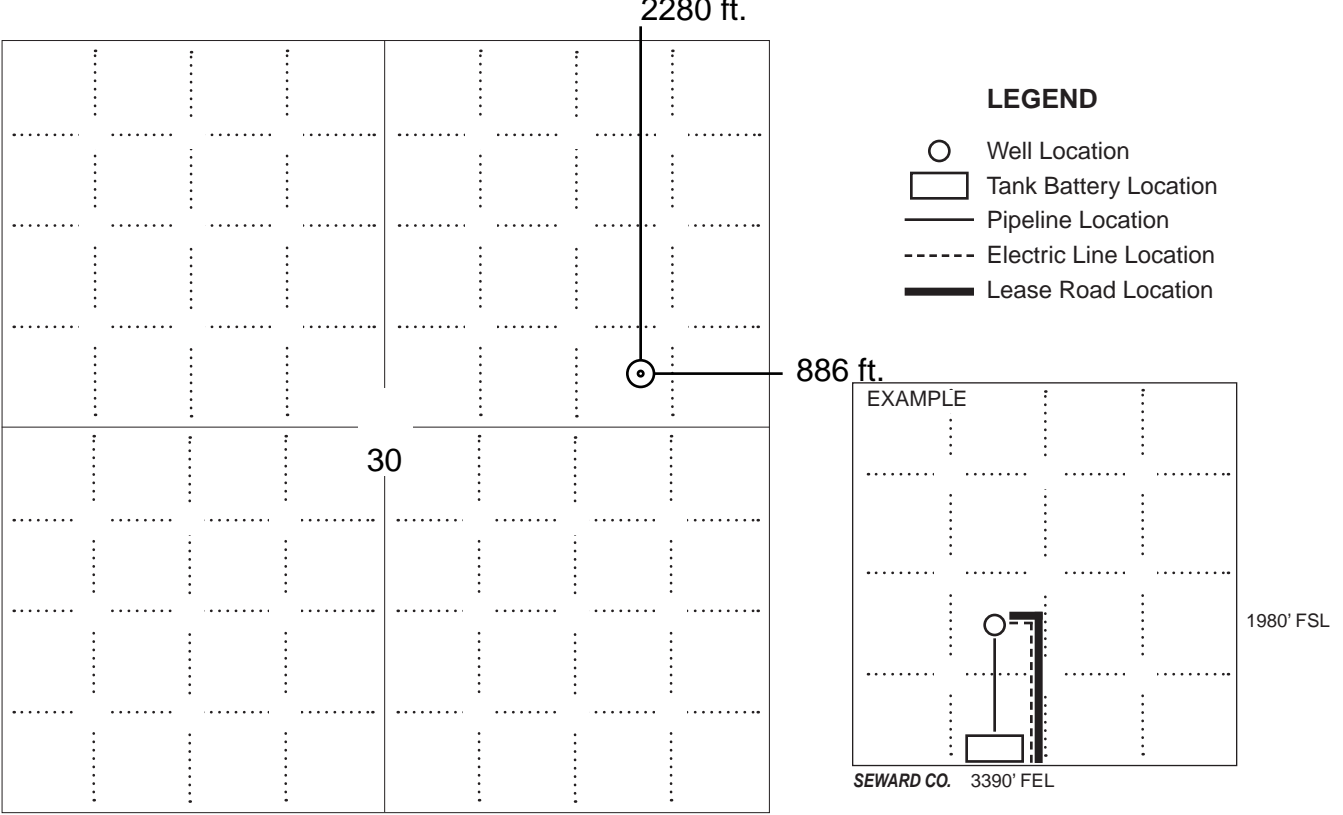 2280 ft.
LEGEND
Well Location
Tank Battery Location
Pipeline Location
Electric Line Location
Lease Road Location
886 ft.
EXAMPLE
30
1980' FSL
SEWARD CO. 3390' FEL